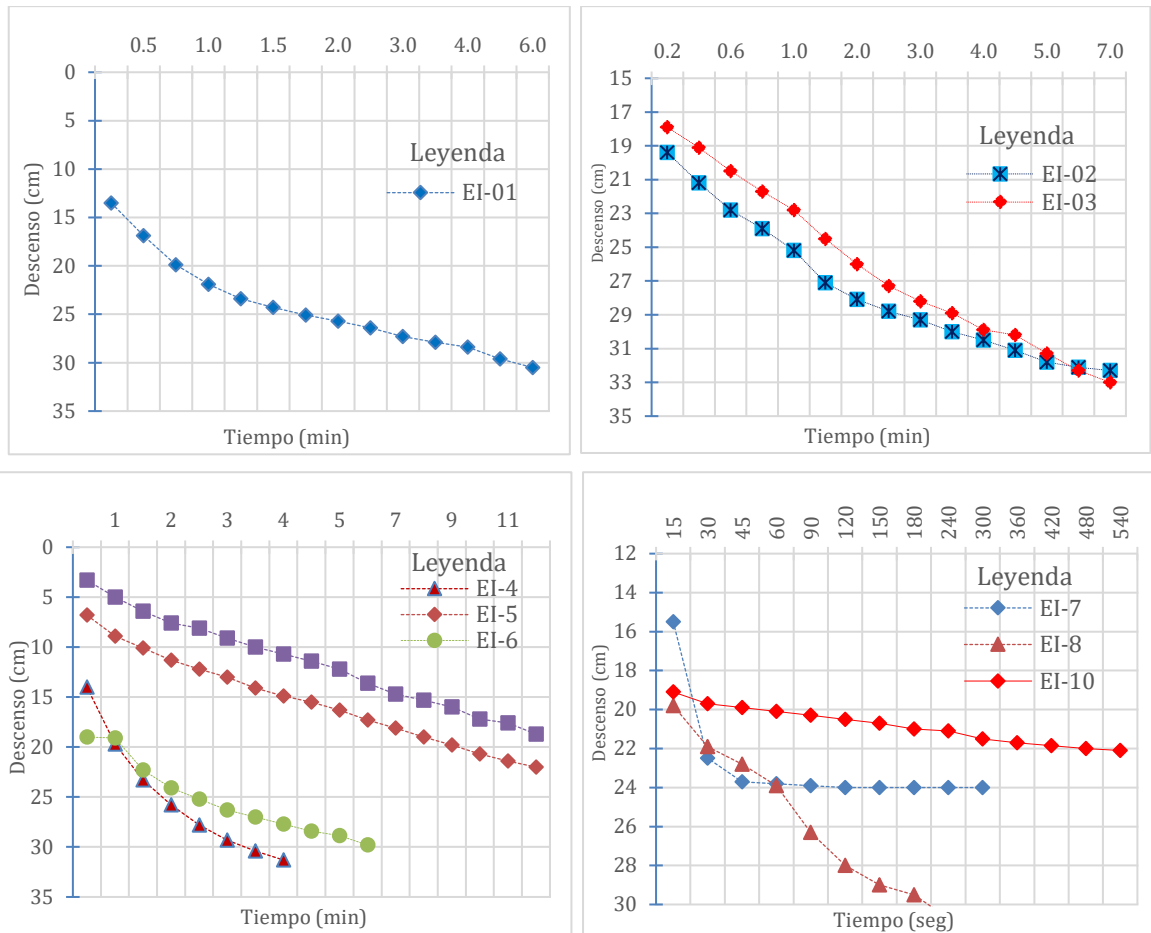 0.5 1.0 1.5 2.0 3.0 4.0 6.0
0
5
10
15
20
25
30
35
Descenso (cm)
Leyenda
EI-01
Tiempo (min)
0.2 0.6 1.0 2.0 3.0 4.0 5.0 7.0
15
17
19
21
23
25
27
29
31
33
35
Descenso (cm)
Leyenda
EI-02
EI-03
Tiempo (min)
1 2 3 4 5 7 9 11
0
5
10
15
20
25
30
35
Descenso (cm)
Leyenda
EI-4
EI-5
EI-6
Tiempo (min)
15 30 45 60 90 120 150 180 240 300 360 420 480 540
12
14
16
18
20
22
24
26
28
30
Descenso (cm)
Leyenda
EI-7
EI-8
EI-10
Tiempo (seg)